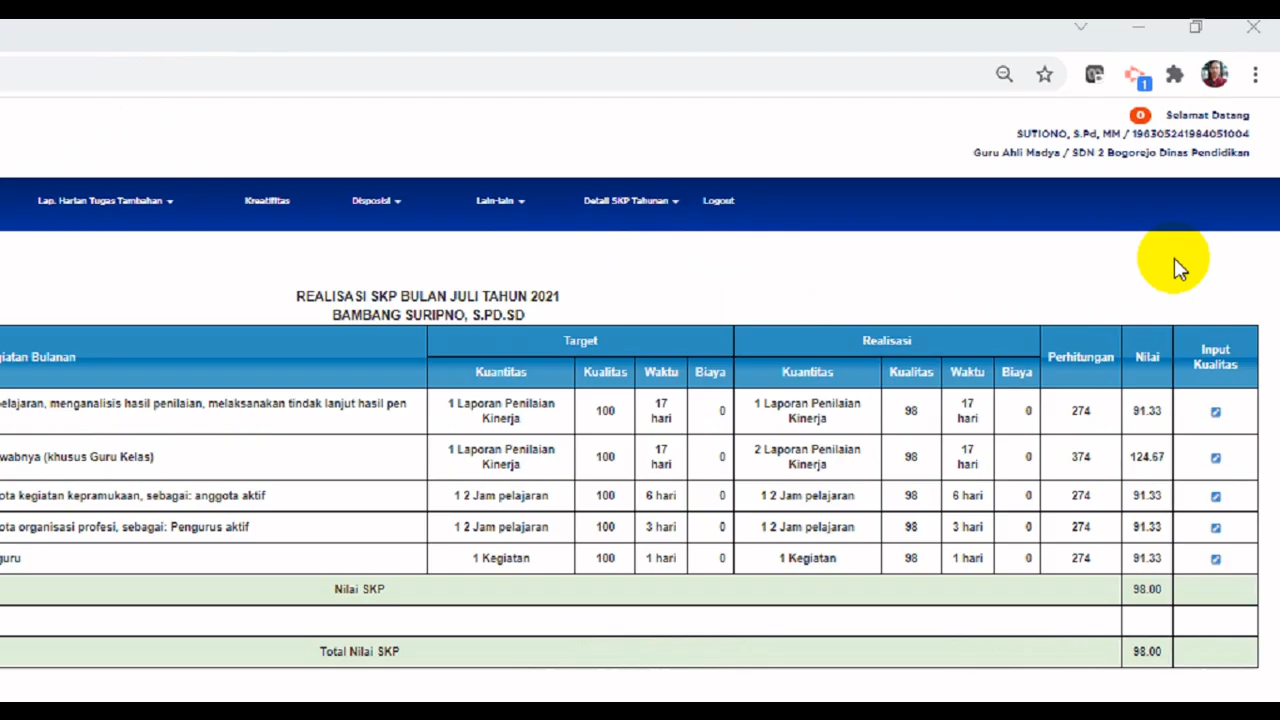 1
0 Selamat Datang
SUTIONO, S.Pd, MM / 196305241984051004
Guru Ahli Madya / SDN 2 Bogorejo Dinas Pendidikan
Lap. Harian Tugas Tambahan Kreatifitas Disposisi Lain-lain Detail SKP Tahunan Logout
REALISASI SKP BULAN JULI TAHUN 2021
BAMBANG SURIPNO, S.PD.SD
giatan Bulanan Target Realisasi Perhitungan Nilai Input Kualitas
Kuantitas Kualitas Waktu Biaya Kuantitas Kualitas Waktu Biaya
elajaran, menganalisis hasil penilaian, melaksanakan tindak lanjut hasil pen 1 Laporan Penilaian Kinerja 100 17 hari 0 1 Laporan Penilaian Kinerja 98 17 hari 0 274 91.33
wabnya (khusus Guru Kelas) 1 Laporan Penilaian Kinerja 100 17 hari 0 2 Laporan Penilaian Kinerja 98 17 hari 0 374 124.67
ota kegiatan kepramukaan, sebagai: anggota aktif 1 2 Jam pelajaran 100 6 hari 0 1 2 Jam pelajaran 98 6 hari 0 274 91.33
ota organisasi profesi, sebagai: Pengurus aktif 1 2 Jam pelajaran 100 3 hari 0 1 2 Jam pelajaran 98 3 hari 0 274 91.33
guru 1 Kegiatan 100 1 hari 0 1 Kegiatan 98 1 hari 0 274 91.33
Nilai SKP 98.00
Total Nilai SKP 98.00